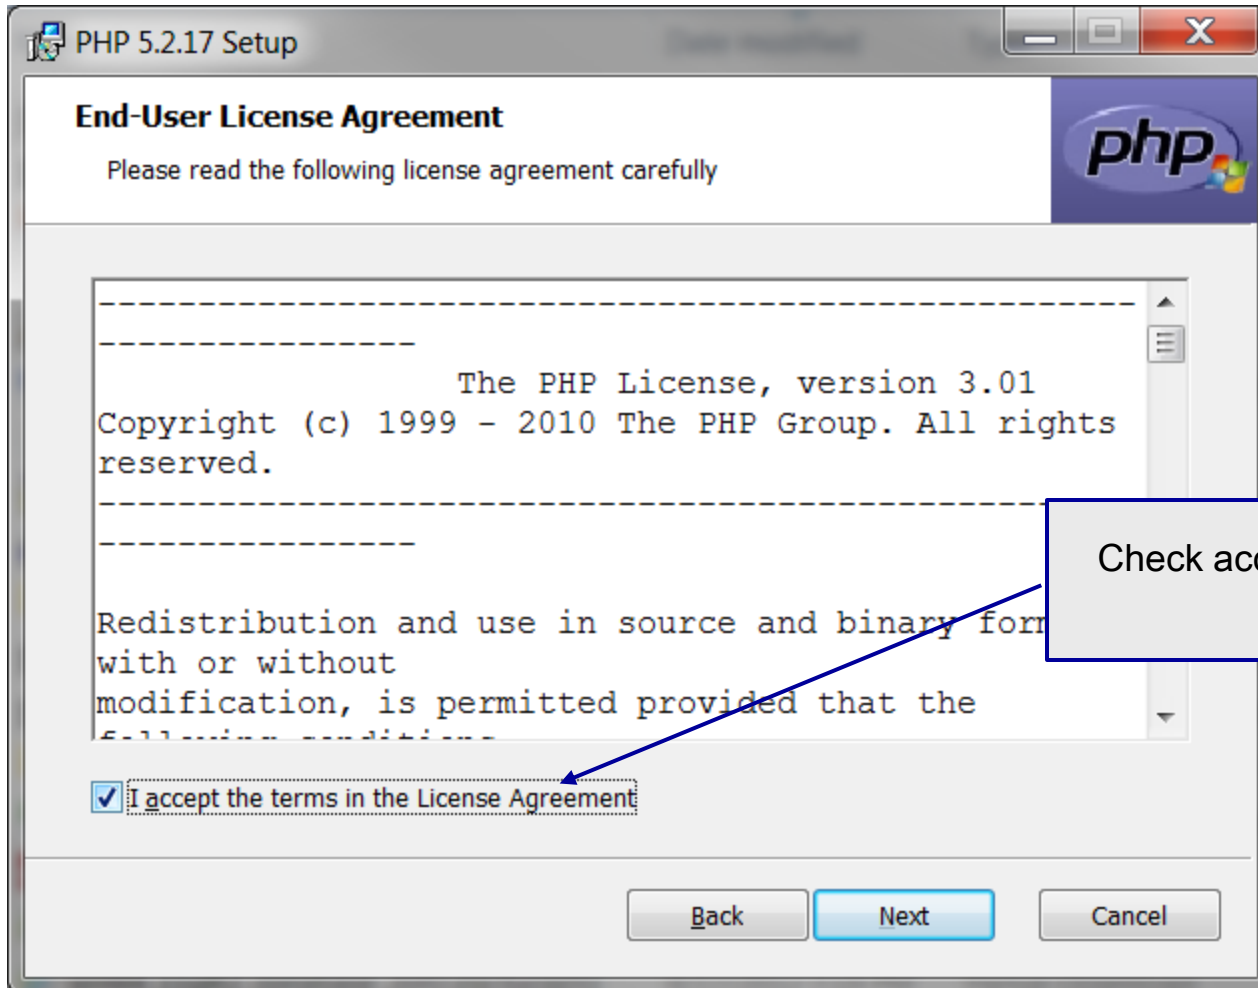 PHP 5.2.17 Setup
End-User License Agreement
Please read the following license agreement carefully
php
--------------------------------------------------------------------
The PHP License, version 3.01
Copyright (c) 1999 - 2010 The PHP Group. All rights
reserved.
--------------------------------------------------------------------
Redistribution and use in source and binary
with or without
modification, is permitted provided that the
following conditions
Check
I accept the terms in the License Agreement
Back
Next
Cancel